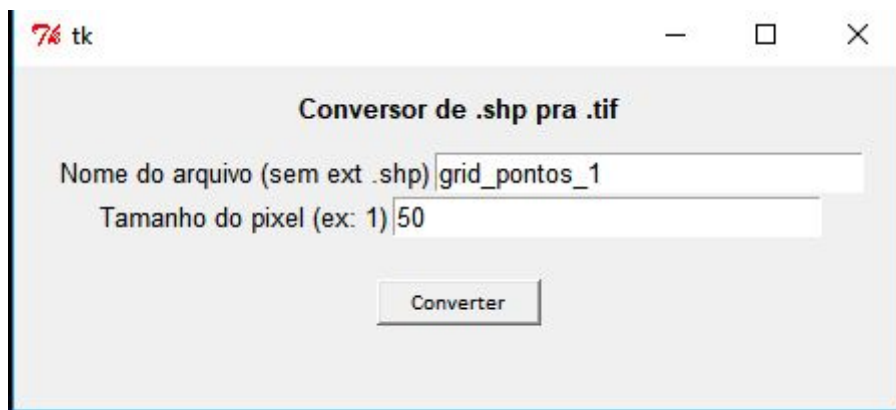 tk
Conversor de .shp pra .tif
Nome do arquivo (sem ext .shp) grid_pontos_1
Tamanho do pixel (ex: 1) 50
Converter